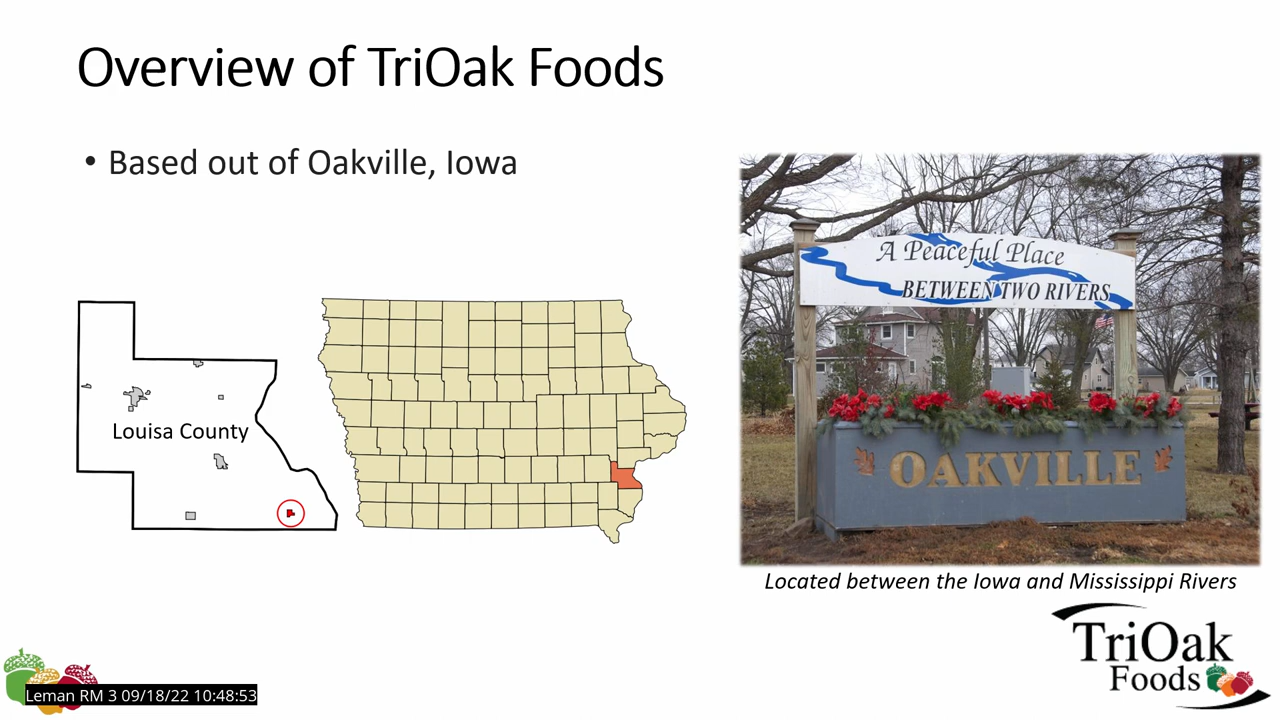 Overview of TriOak Foods
• Based out of Oakville, Iowa
Louisa County
A Peaceful Place
BETWEEN TWO RIVERS
OAKVILLE
Located between the Iowa and Mississippi Rivers
TriOak
Foods
Leman RM 3 09/18/22 10:48:53